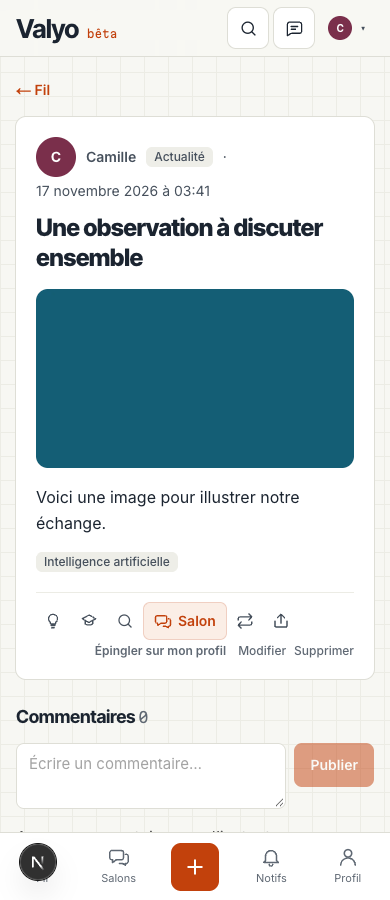 Valyo bêta
C
← Fil
C Camille Actualité ·
17 novembre 2026 à 03:41
Une observation à discuter
ensemble
Voici une image pour illustrer notre
échange.
Intelligence artificielle
Salon
Épingler sur mon profil Modifier Supprimer
Commentaires 0
Écrire un commentaire...
Publier
N
Salons
Notifs
Profil